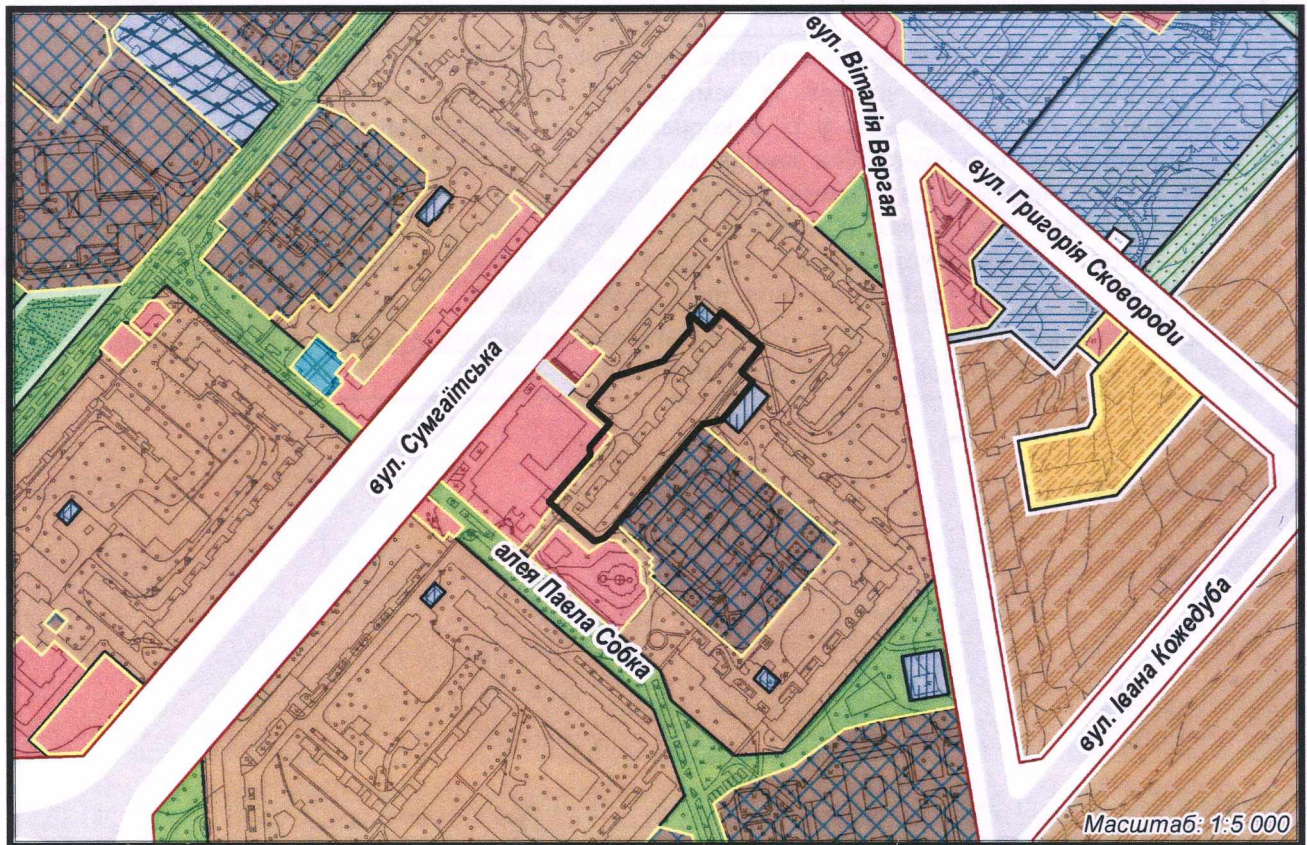 вул. Віталія Вергая
вул. Григорія Сковороди
вул. Сумгаїтська
алея Павла Собка
вул. Івана Кожедуба
Масштаб: 1:5 000